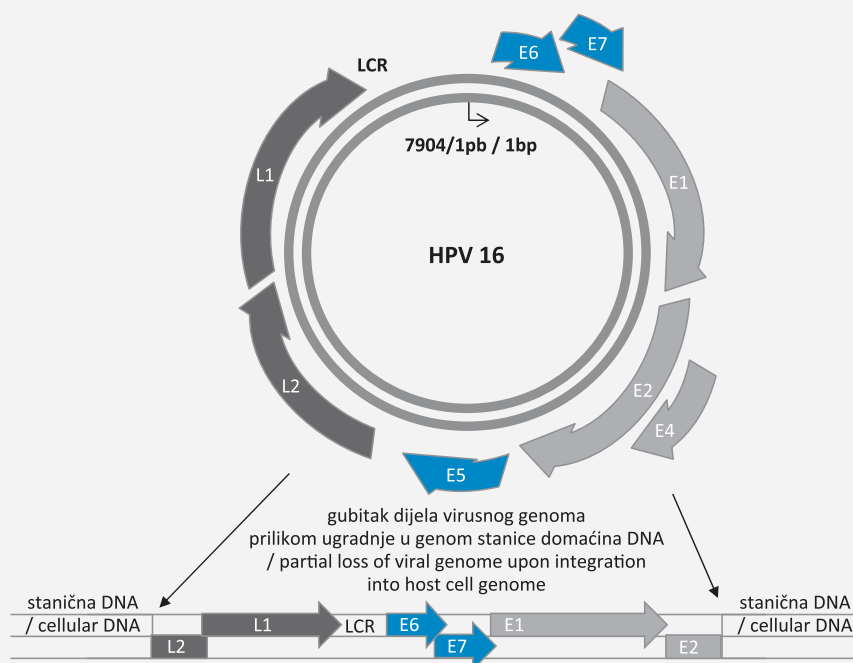 E6
E7
LCR
7904/1pb / 1bp
L1
E1
HPV 16
L2
E2
E4
E5
gubitak dijela virusnog genoma
prilikom ugradnje u genom stanice domaćina DNA
/ partial loss of viral genome upon integration
into host cell genome
stanična DNA
/ cellular DNA
L2
L1
LCR
E6
E7
E1
E2
stanična DNA
/ cellular DNA